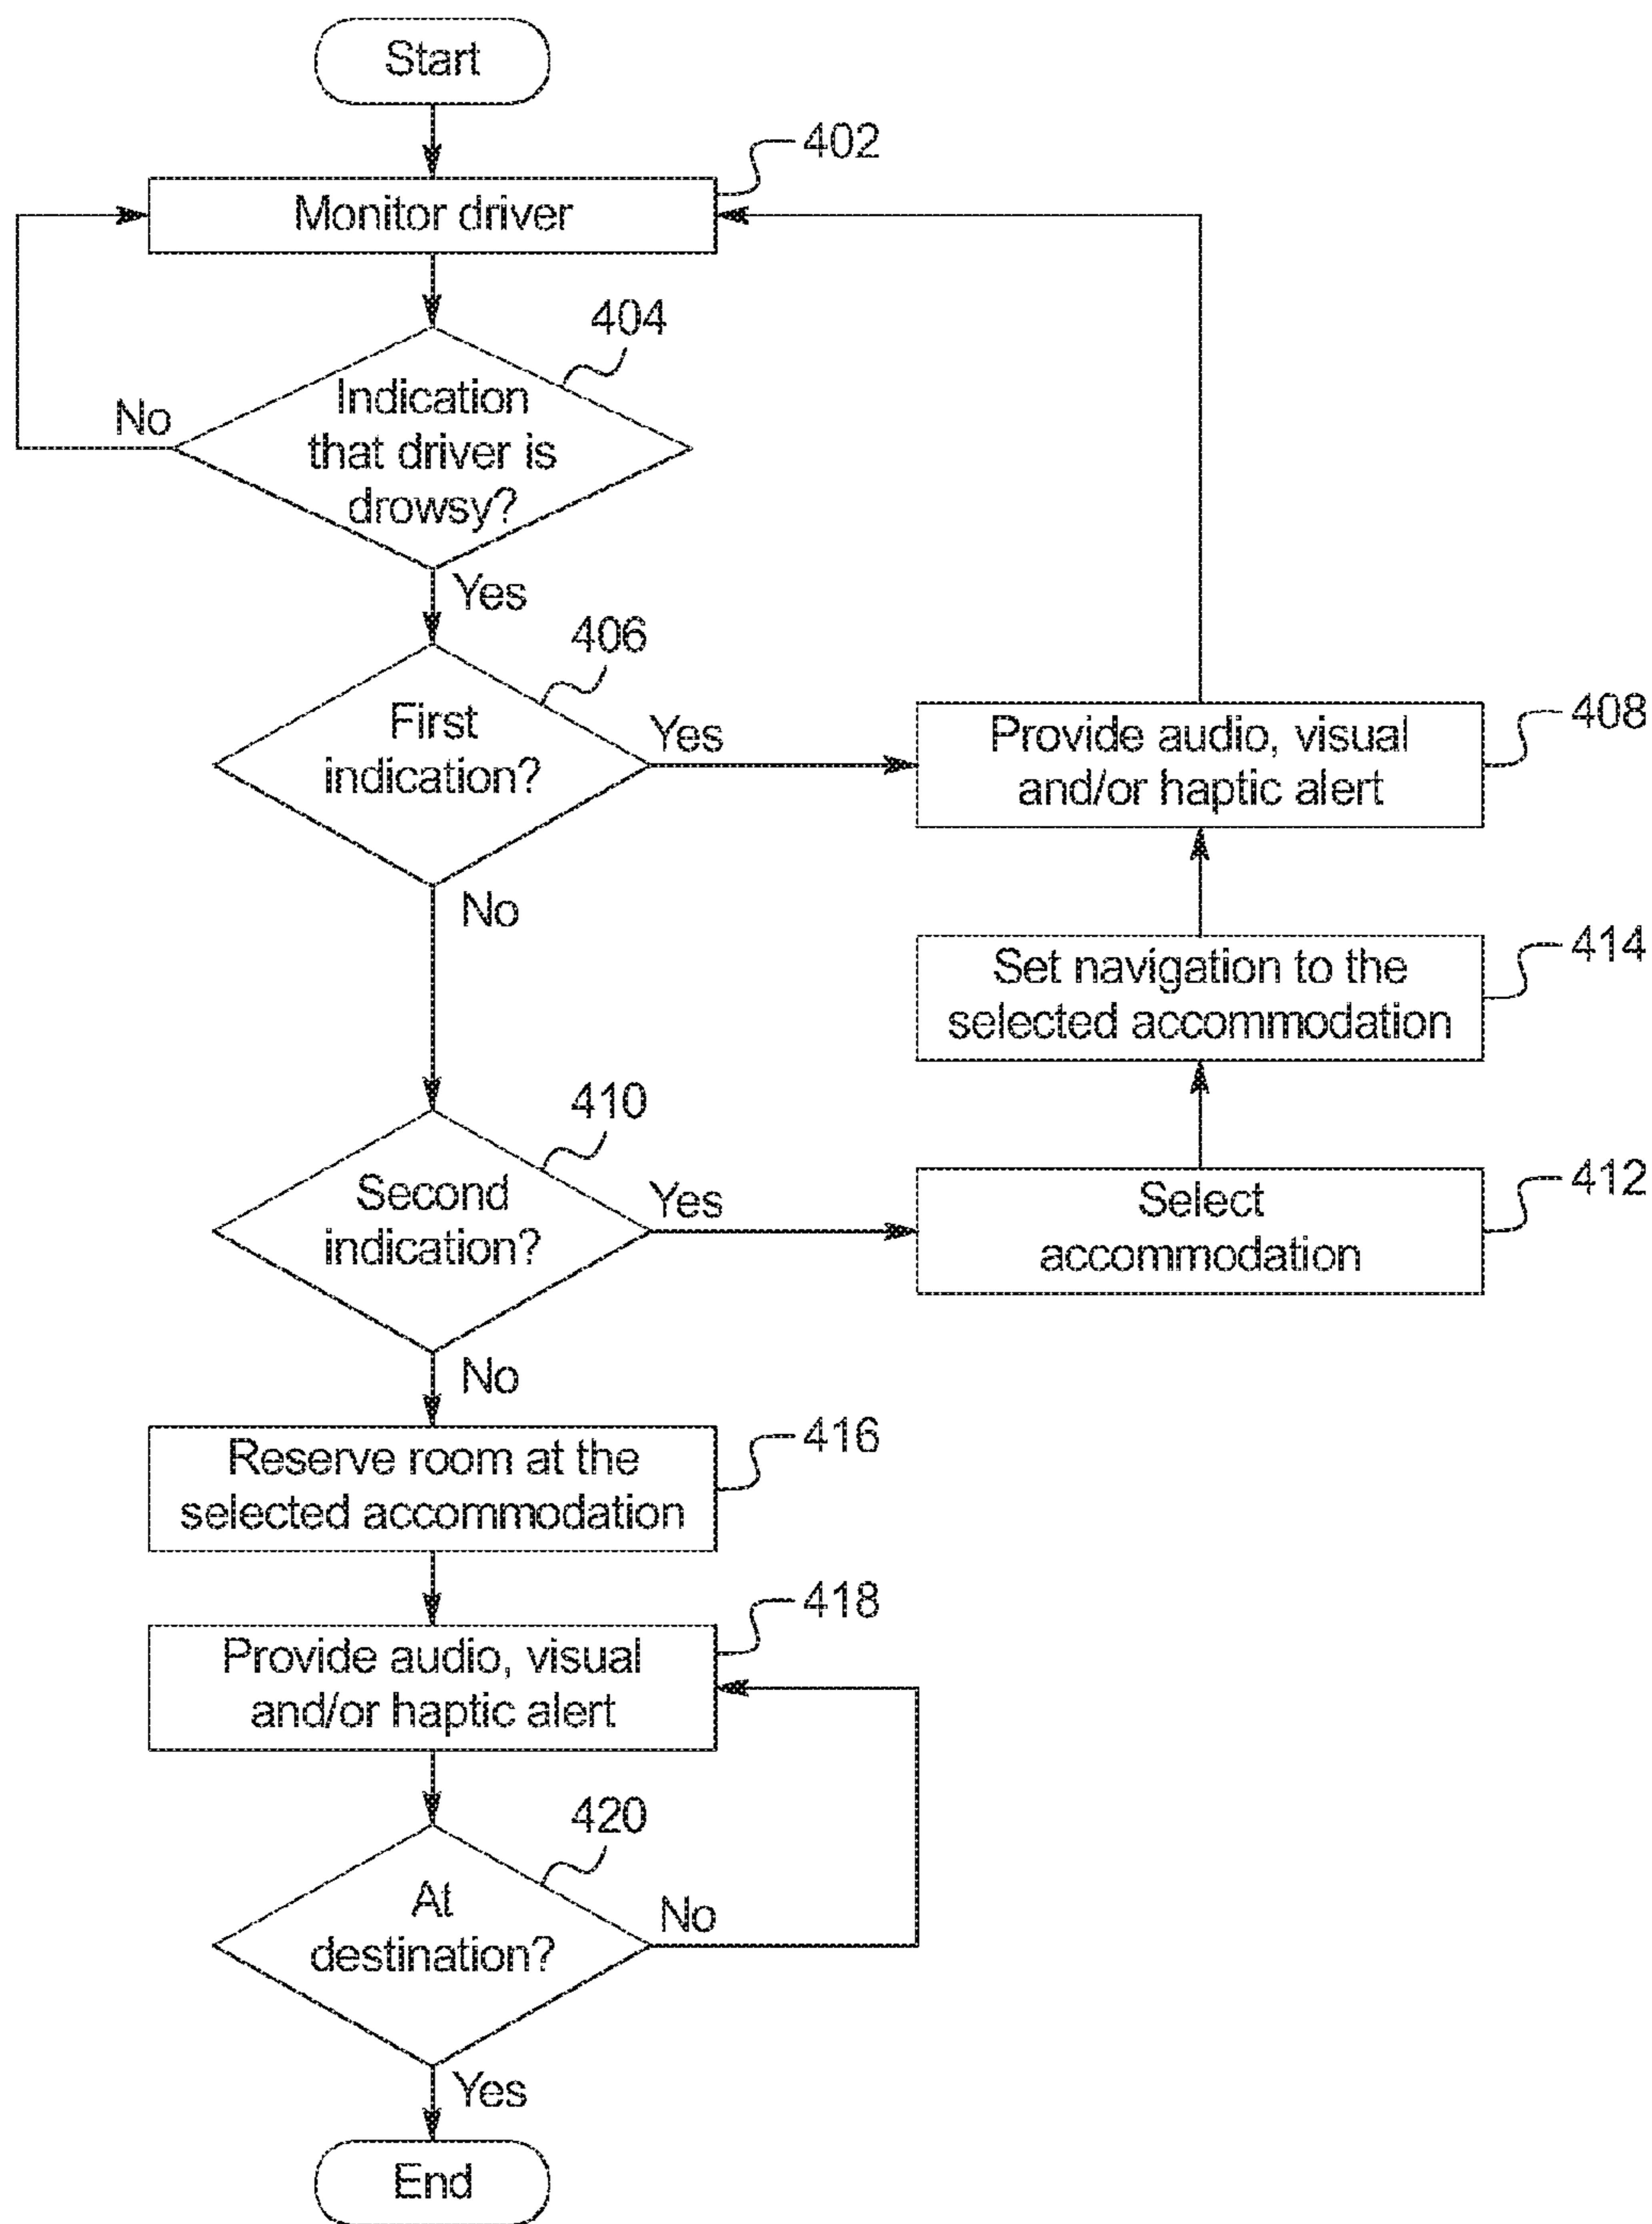 Start
402
Monitor driver
404
Indication
that driver is
drowsy?
No
Yes
406
First
indication?
Yes
No
408
Provide audio, visual
and/or haptic alert
414
Set navigation to the
selected accommodation
410
Second
indication?
Yes
No
412
Select
accommodation
416
Reserve room at the
selected accommodation
418
Provide audio, visual
and/or haptic alert
420
At
destination?
No
Yes
End